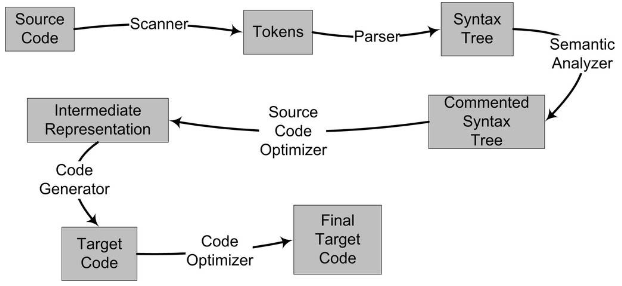 Source
Code
Scanner
Tokens
Parser
Syntax
Tree
Semantic
Analyzer
Commented
Syntax
Tree
Source
Code
Optimizer
Intermediate
Representation
Code
Generator
Target
Code
Code
Optimizer
Final
Target
Code